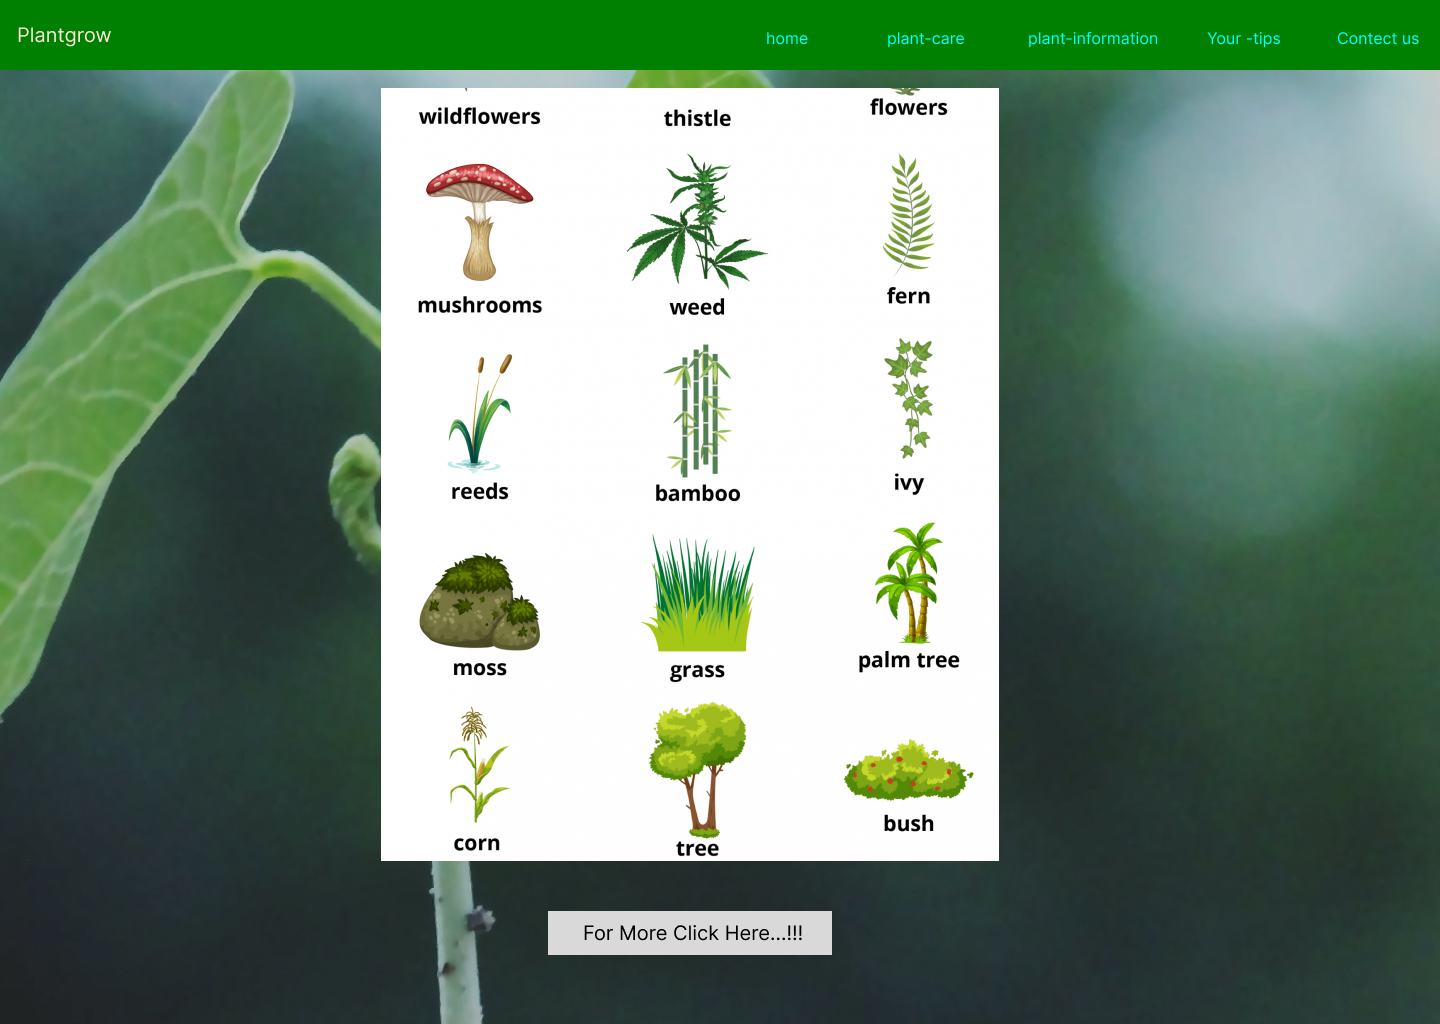 Plantgrow
home plant-care plant-information Your -tips Contect us
wildflowers thistle flowers
mushrooms weed fern
reeds bamboo ivy
moss grass palm tree
corn tree bush
For More Click Here...!!!